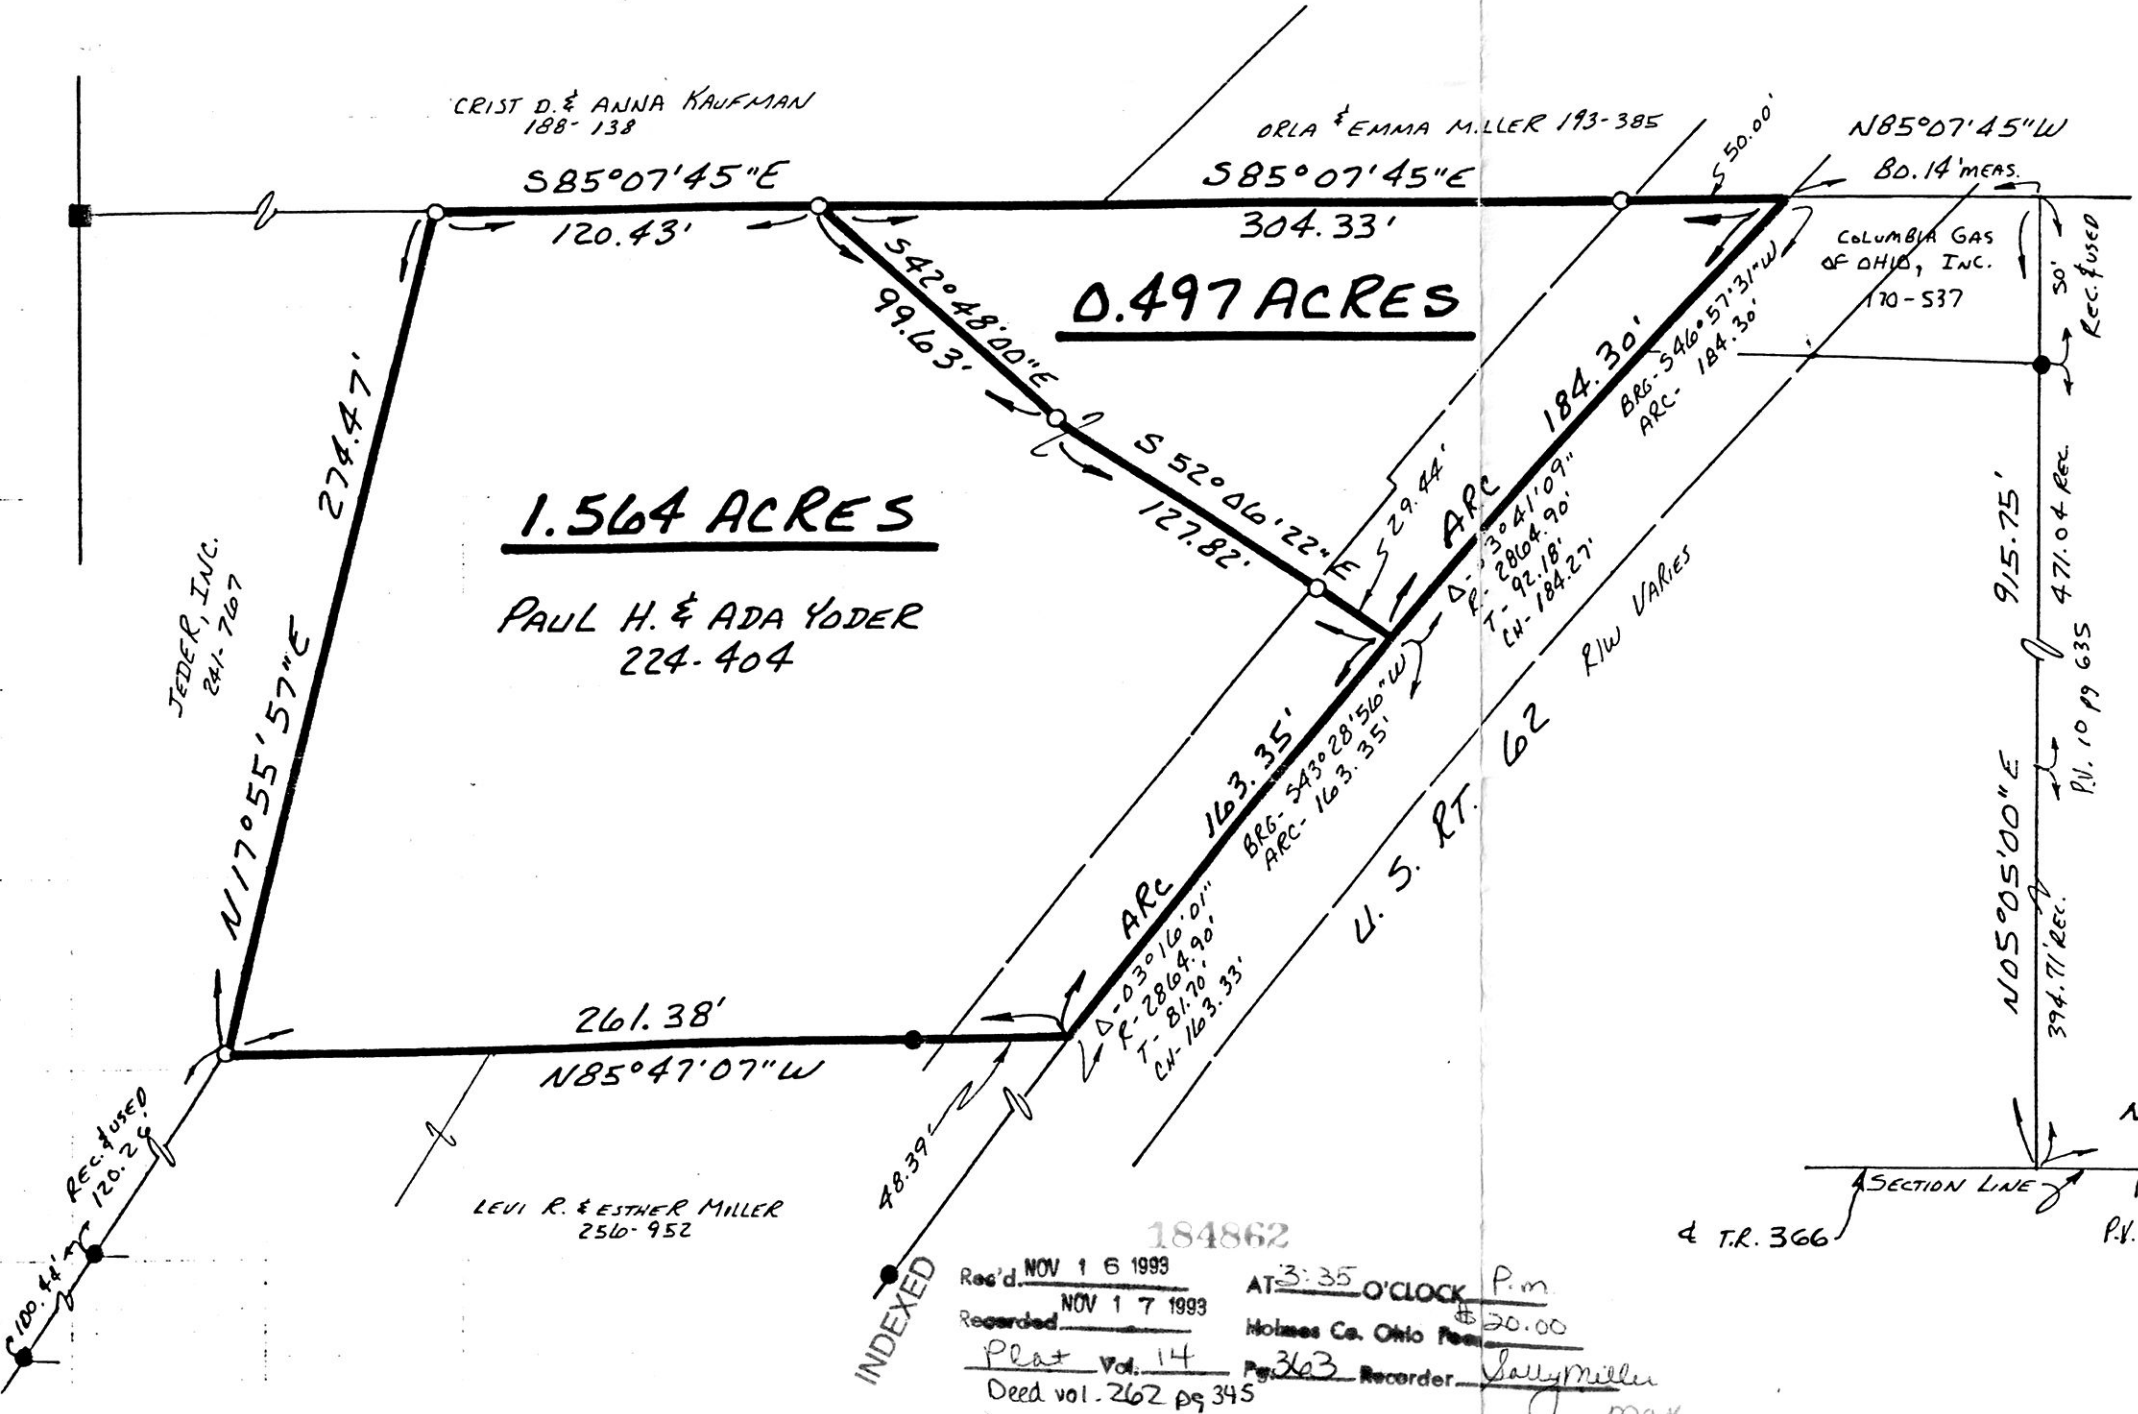 CRIST D. & ANNA KAUFMAN
188-138
ORLA & EMMA MILLER 193-385
50.00'
N85°07'45"W
80.14' MEAS.
S85°07'45"E
120.43'
S85°07'45"E
304.33'
COLUMBIA GAS
OF OHIO, INC.
170-537
50'
REC. & USED
S42°48'00"E
99.63'
0.497 ACRES
BRG- S46°57'31"W
ARC- 184.30'
ARC 184.30'
Δ-03°41'09"
R- 2864.90'
T- 92.18'
CH- 184.27'
274.47'
N17°55'57"E
JEDER, INC.
241-767
1.564 ACRES
PAUL H. & ADA YODER
224-404
S 52°06'22" E
127.82'
29.44'
ARC 163.35'
BRG- S43°28'56"W
ARC- 163.35'
Δ-03°16'01"
R- 2864.90'
T- 81.70'
CH- 163.33'
R/W VARIES
U. S. RT. 62
N05°05'00"E 915.75'
471.04 REC.
P.V. 10 pg 635
394.71' REC.
261.38'
N85°47'07"W
48.39'
REC. & USED
120.26
100.44'
LEVI R. & ESTHER MILLER
256-952
SECTION LINE
& T.R. 366
P.V.
184862
INDEXED
Rec'd. NOV 16 1993 AT 3:35 O'CLOCK P.m
Recorded NOV 17 1993 Holmes Co. Ohio Fees $20.00
Plat Vol. 14 Pg. 363 Recorder Sally Miller
Deed vol. 262 pg 345